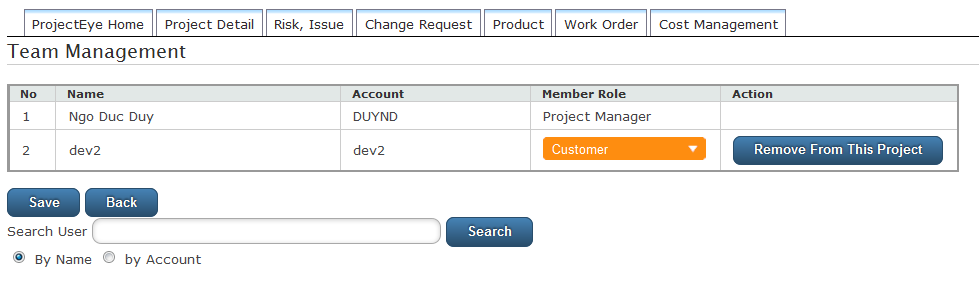 ProjectEye Home Project Detail Risk, Issue Change Request Product Work Order Cost Management
Team Management
No Name Account Member Role Action
1 Ngo Duc Duy DUYND Project Manager
2 dev2 dev2 Customer Remove From This Project
Save Back
Search User Search
By Name by Account